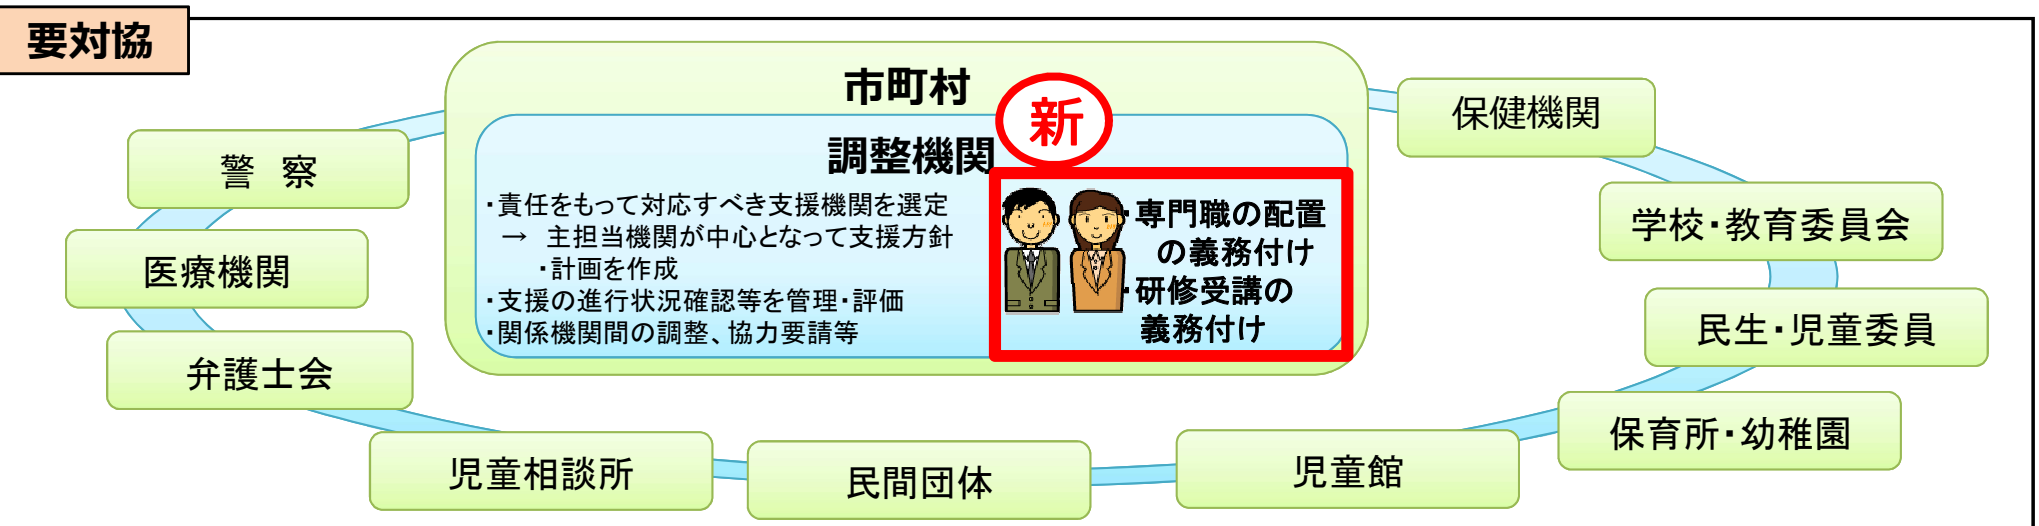 要対協
市町村
新
調整機関
・責任をもって対応すべき支援機関を選定
→ 主担当機関が中心となって支援方針
・計画を作成
・支援の進行状況確認等を管理・評価
・関係機関間の調整、協力要請等
・専門職の配置
の義務付け
・研修受講の
義務付け
警 察
医療機関
弁護士会
児童相談所
民間団体
児童館
保育所・幼稚園
民生・児童委員
学校・教育委員会
保健機関